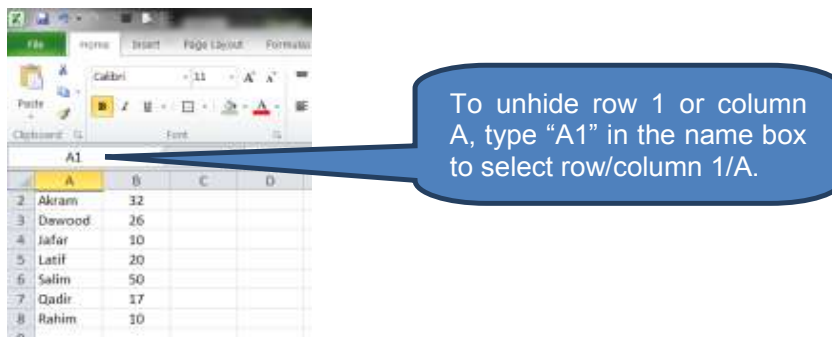 File Home Insert Page Layout Formulas
Calibri 11 A A
Paste B I U A
Clipboard Font
A1
A B C D
2 Akram 32
3 Dawood 26
4 Jafar 10
5 Latif 20
6 Salim 50
7 Qadir 17
8 Rahim 10
To unhide row 1 or column
A, type “A1” in the name box
to select row/column 1/A.